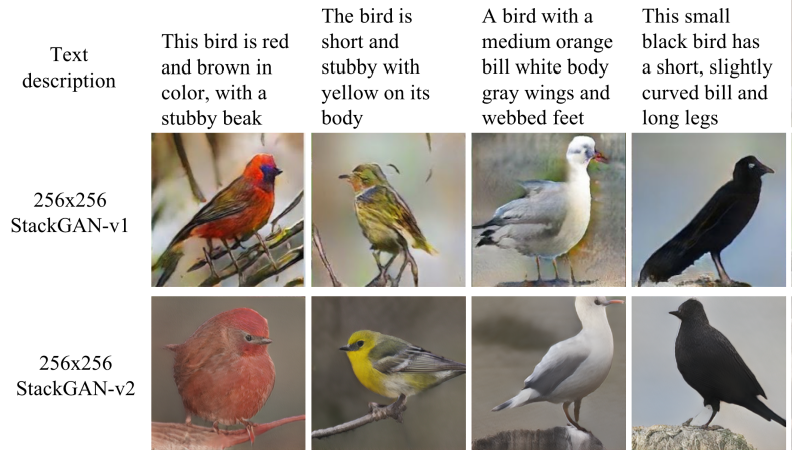 Text
description
This bird is red
and brown in
color, with a
stubby beak
The bird is
short and
stubby with
yellow on its
body
A bird with a
medium orange
bill white body
gray wings and
webbed feet
This small
black bird has
a short, slightly
curved bill and
long legs
256x256
StackGAN-v1
256x256
StackGAN-v2